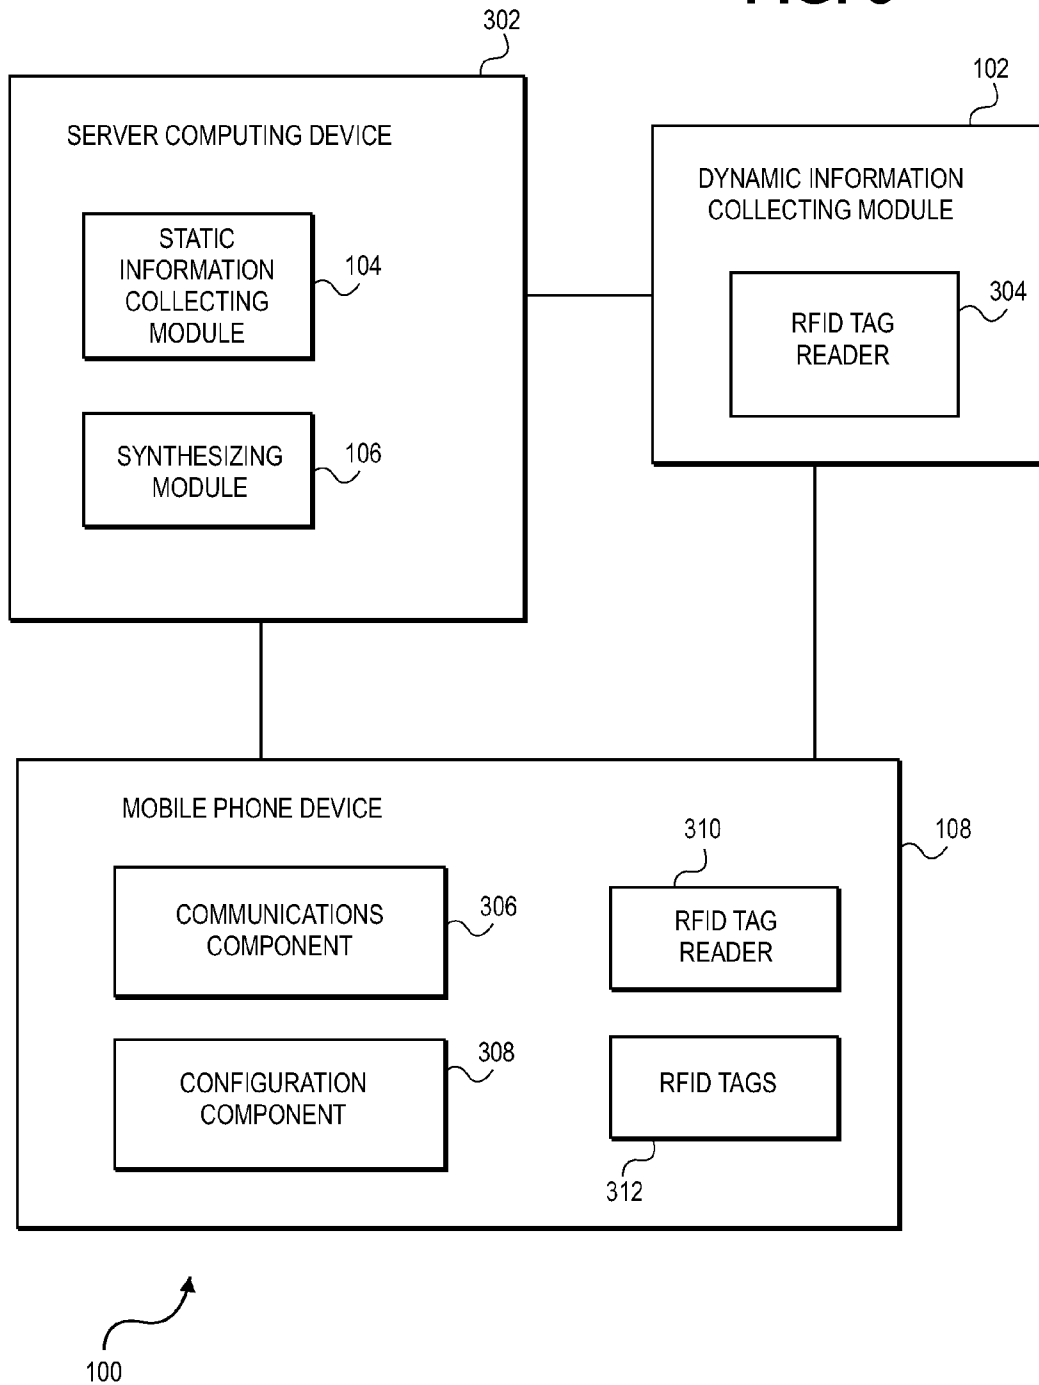 302
102
SERVER COMPUTING DEVICE
DYNAMIC INFORMATION
COLLECTING MODULE
STATIC
INFORMATION
COLLECTING
MODULE
104
304
RFID TAG
READER
SYNTHESIZING
MODULE
106
MOBILE PHONE DEVICE
310
108
COMMUNICATIONS
COMPONENT
306
RFID TAG
READER
CONFIGURATION
COMPONENT
308
RFID TAGS
312
100